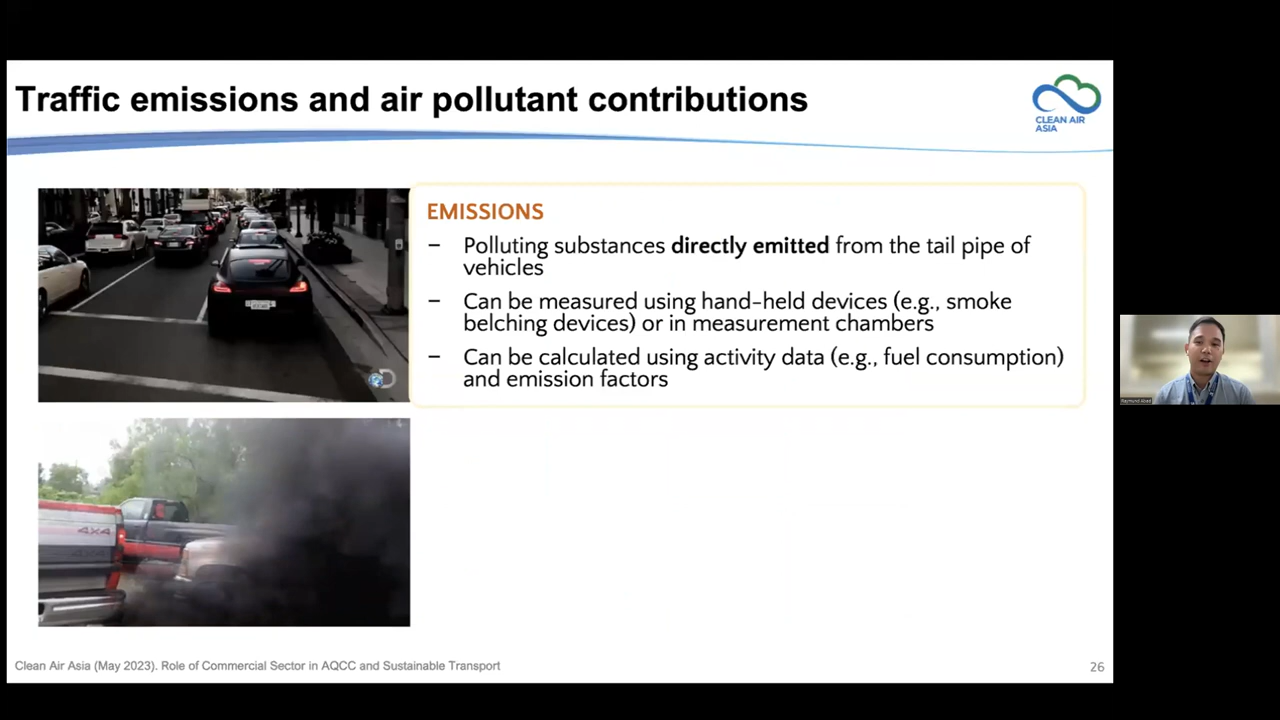 Traffic emissions and air pollutant contributions
CLEAN AIR
ASIA
EMISSIONS
– Polluting substances directly emitted from the tail pipe of
vehicles
– Can be measured using hand-held devices (e.g., smoke
belching devices) or in measurement chambers
– Can be calculated using activity data (e.g., fuel consumption)
and emission factors
4X4
4X4
Clean Air Asia (May 2023). Role of Commercial Sector in AQCC and Sustainable Transport
26